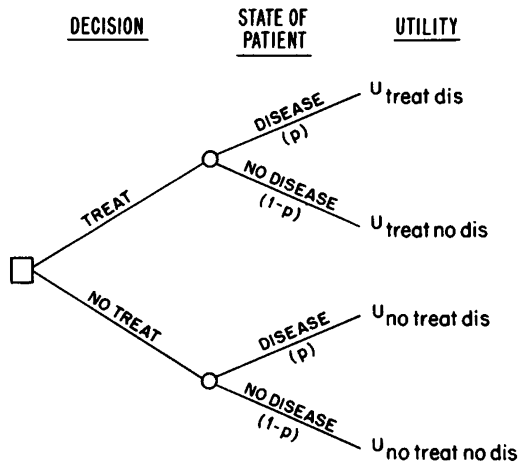 DECISION
STATE OF
PATIENT
UTILITY
DISEASE
(p)
U treat dis
TREAT
NO DISEASE
(1-p)
U treat no dis
NO TREAT
DISEASE
(p)
U no treat dis
NO DISEASE
(1-p)
U no treat no dis